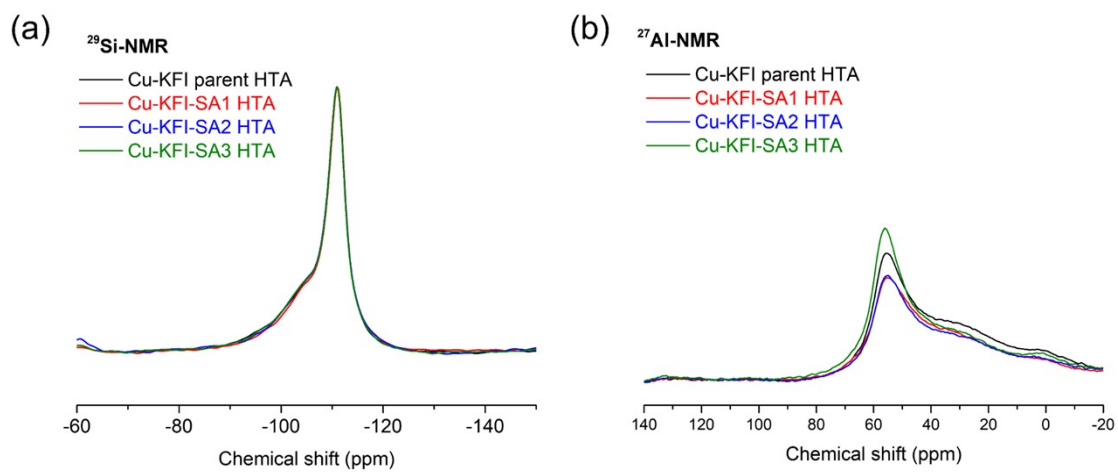 (a)
²⁹Si-NMR
Cu-KFI parent HTA
Cu-KFI-SA1 HTA
Cu-KFI-SA2 HTA
Cu-KFI-SA3 HTA
-60 -80 -100 -120 -140
Chemical shift (ppm)
(b)
²⁷Al-NMR
Cu-KFI parent HTA
Cu-KFI-SA1 HTA
Cu-KFI-SA2 HTA
Cu-KFI-SA3 HTA
140 120 100 80 60 40 20 0 -20
Chemical shift (ppm)